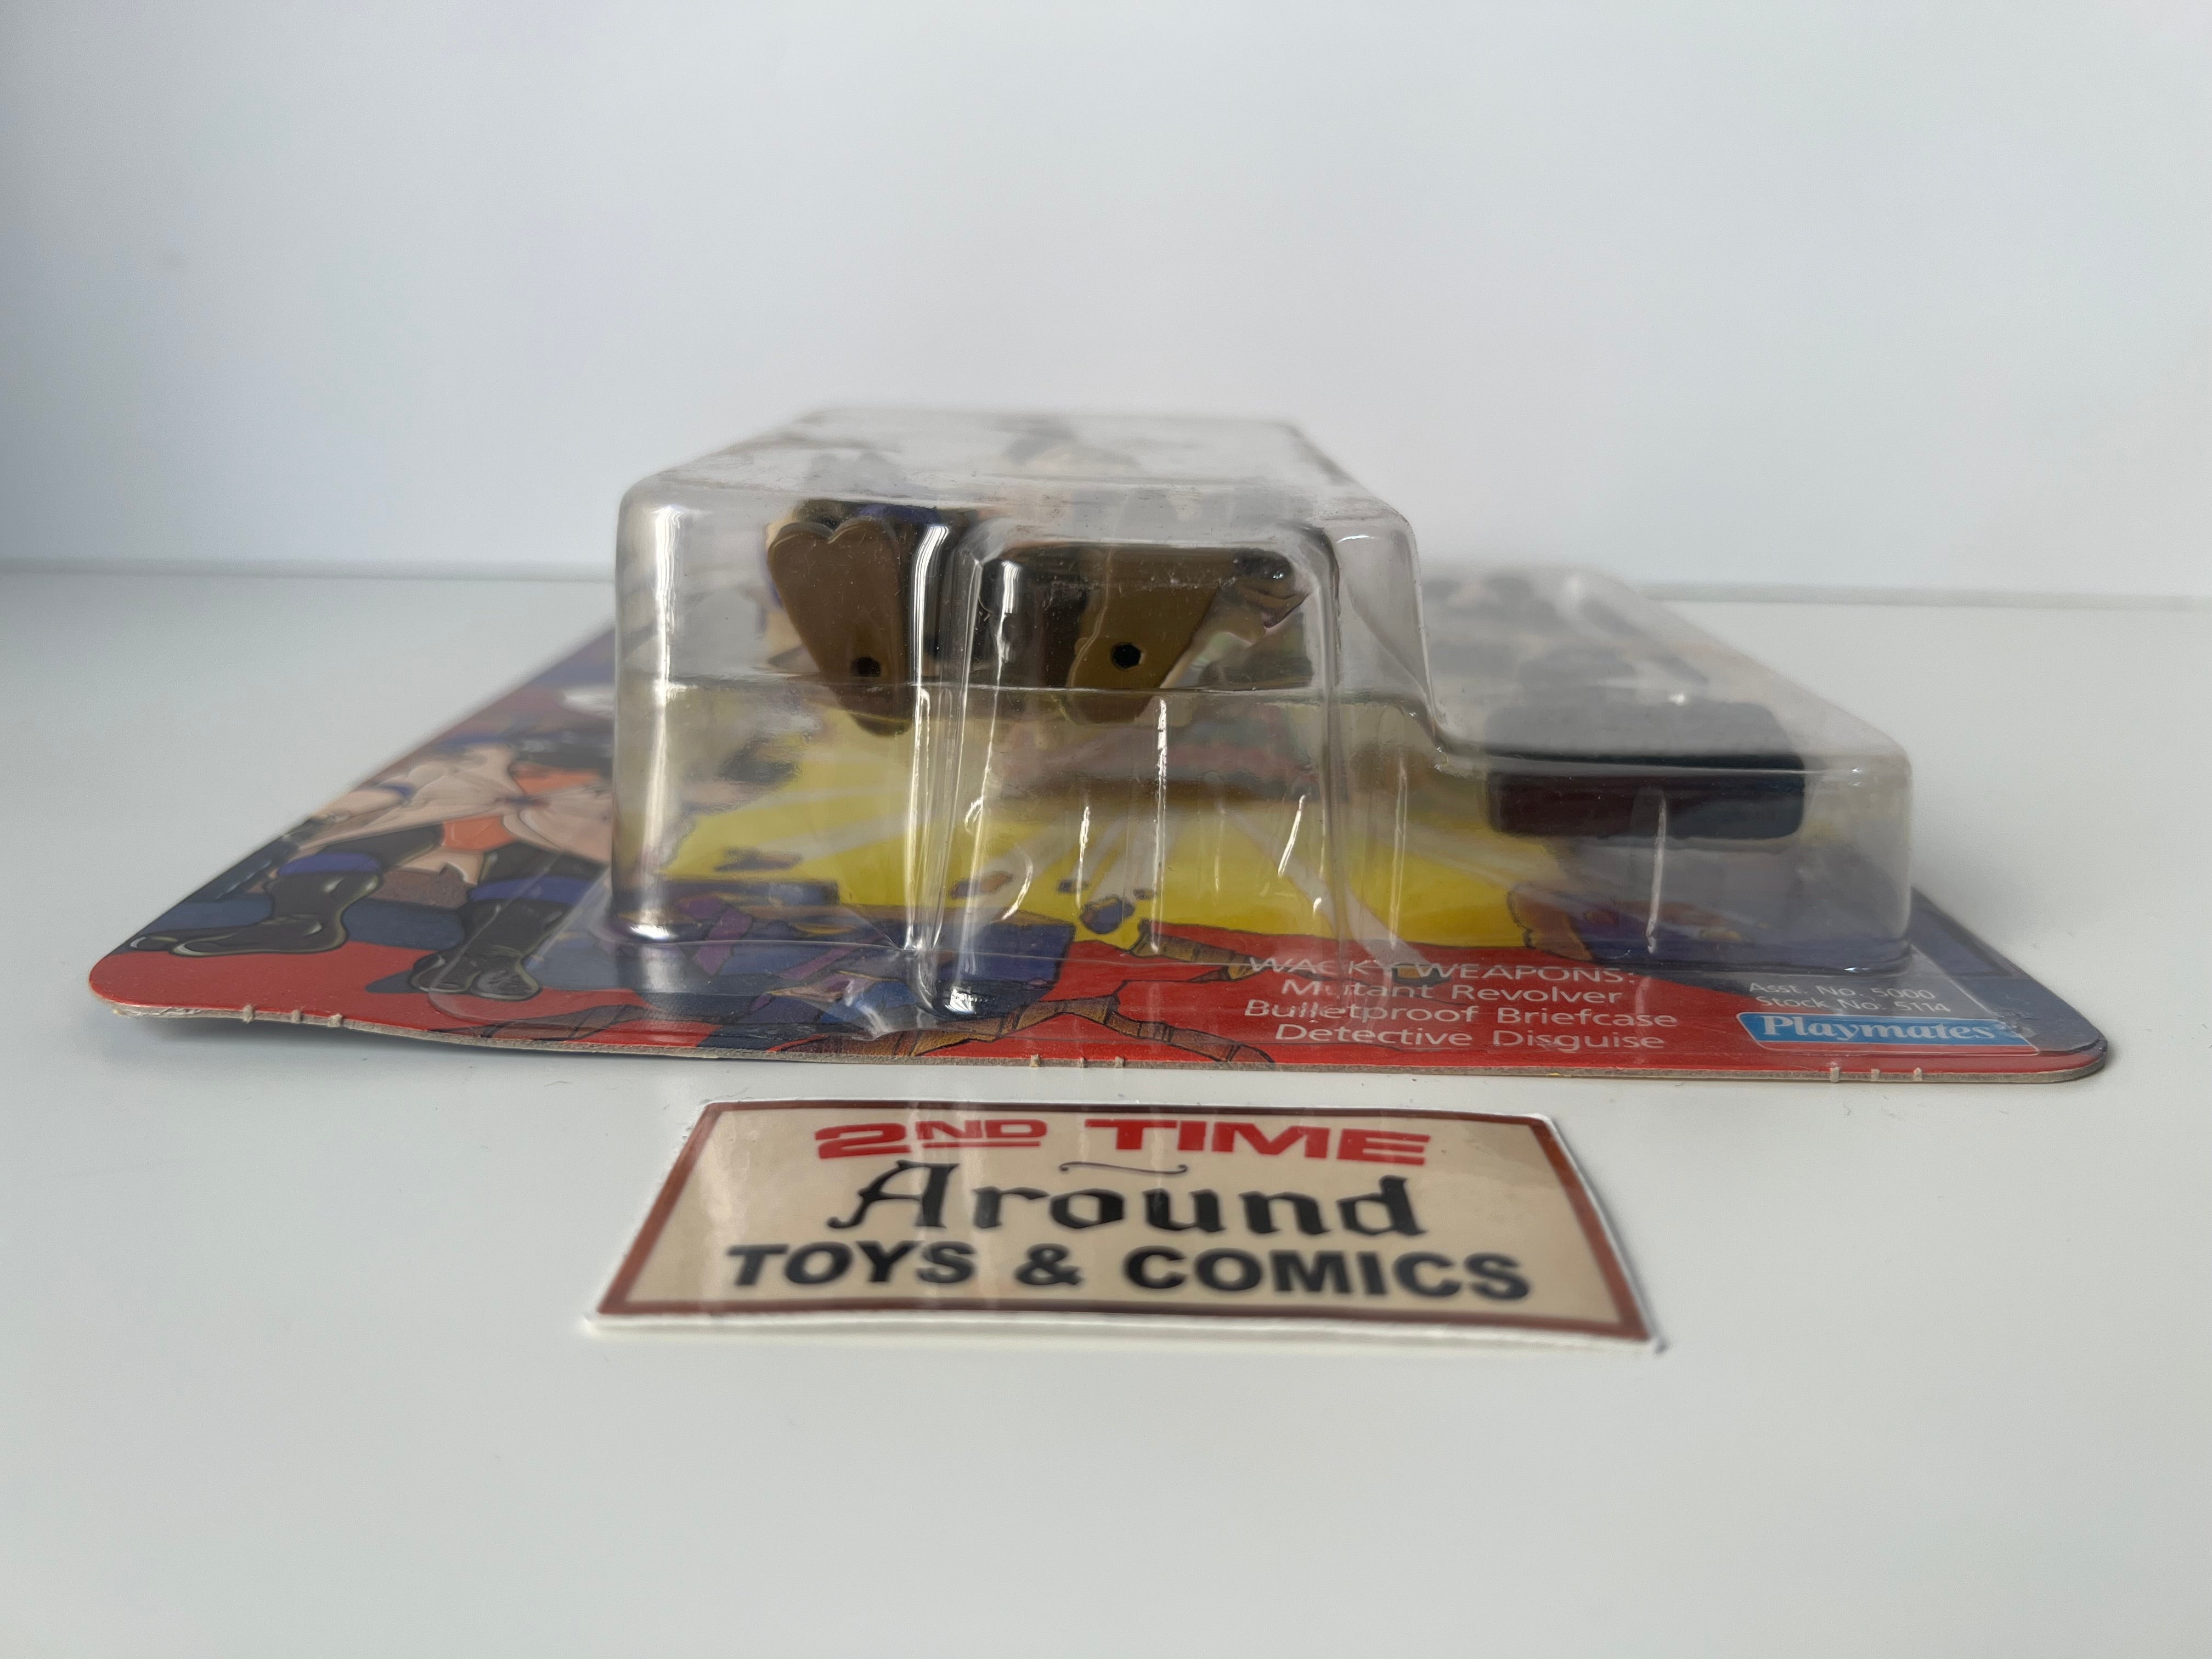 WACKY WEAPONS:
Mutant Revolver
Bulletproof Briefcase
Detective Disguise
Asst. No. 5000
Stock No. 5114
Playmates
2ND TIME
Around
TOYS & COMICS